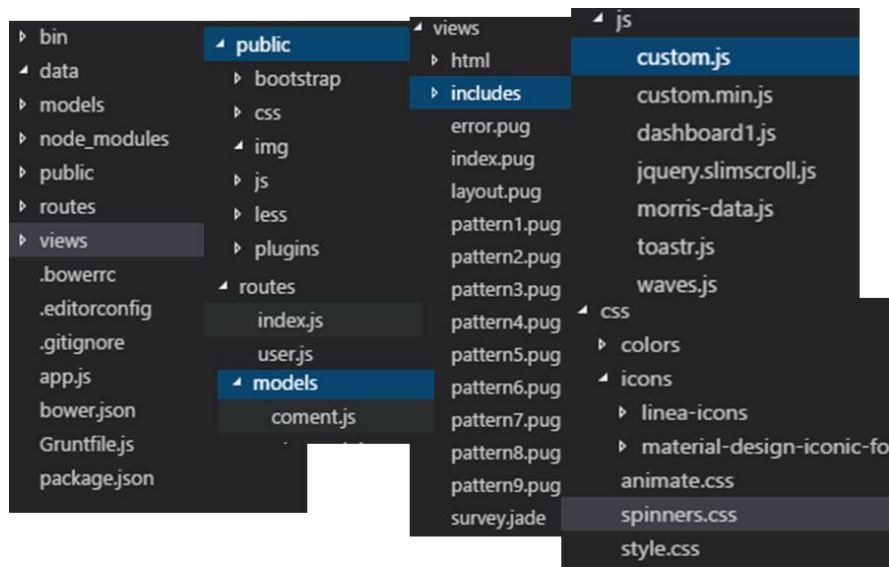 bin
data
models
node_modules
public
routes
views
.bowerrc
.editorconfig
.gitignore
app.js
bower.json
Gruntfile.js
package.json
public
bootstrap
css
img
js
less
plugins
routes
index.js
user.js
models
coment.js
views
html
includes
error.pug
index.pug
layout.pug
pattern1.pug
pattern2.pug
pattern3.pug
pattern4.pug
pattern5.pug
pattern6.pug
pattern7.pug
pattern8.pug
pattern9.pug
survey.jade
js
custom.js
custom.min.js
dashboard1.js
jquery.slimscroll.js
morris-data.js
toastr.js
waves.js
css
colors
icons
linea-icons
material-design-iconic-fo
animate.css
spinners.css
style.css